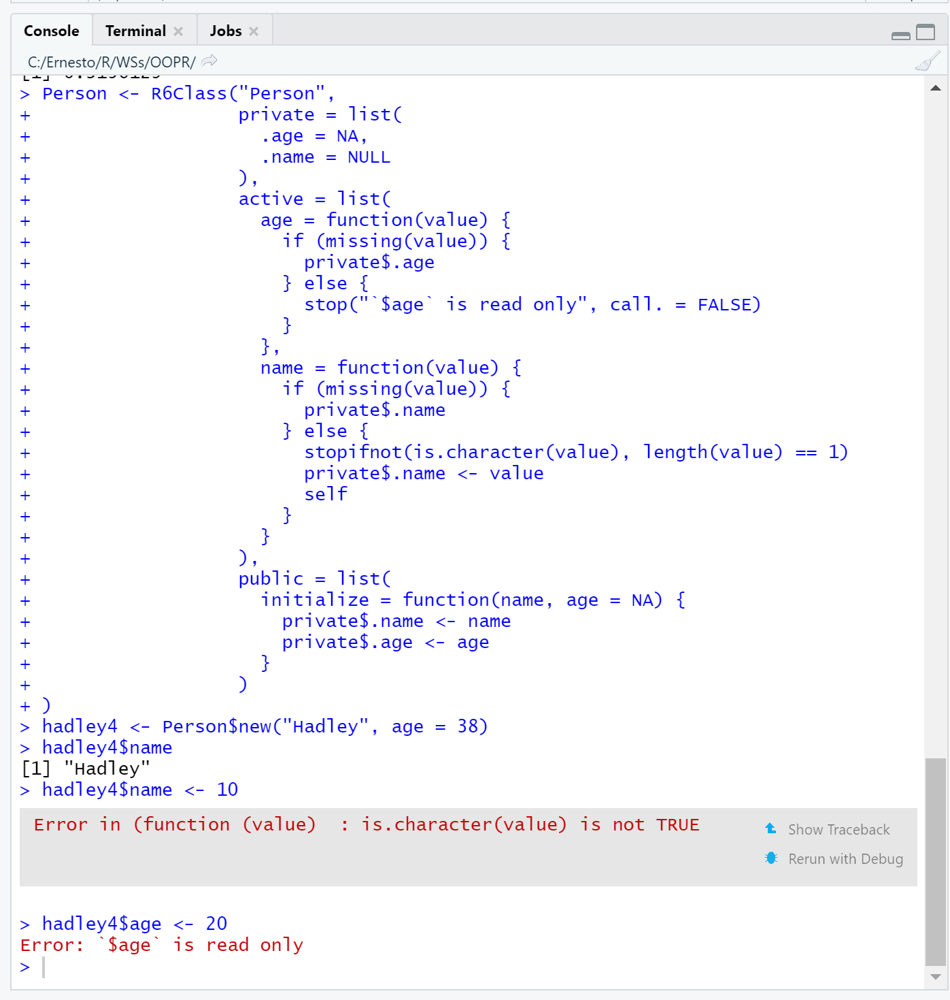 Console Terminal Jobs
C:/Ernesto/R/WSs/OOPR/
> Person <- R6Class("Person",
+                   private = list(
+                     .age = NA,
+                     .name = NULL
+                   ),
+                   active = list(
+                     age = function(value) {
+                       if (missing(value)) {
+                         private$.age
+                       } else {
+                         stop("`$age` is read only", call. = FALSE)
+                       }
+                     },
+                     name = function(value) {
+                       if (missing(value)) {
+                         private$.name
+                       } else {
+                         stopifnot(is.character(value), length(value) == 1)
+                         private$.name <- value
+                         self
+                       }
+                     }
+                   ),
+                   public = list(
+                     initialize = function(name, age = NA) {
+                       private$.name <- name
+                       private$.age <- age
+                     }
+                   )
+ )
> hadley4 <- Person$new("Hadley", age = 38)
> hadley4$name
[1] "Hadley"
> hadley4$name <- 10
Error in (function (value)  : is.character(value) is not TRUE
Show Traceback
Rerun with Debug
> hadley4$age <- 20
Error: `$age` is read only
>